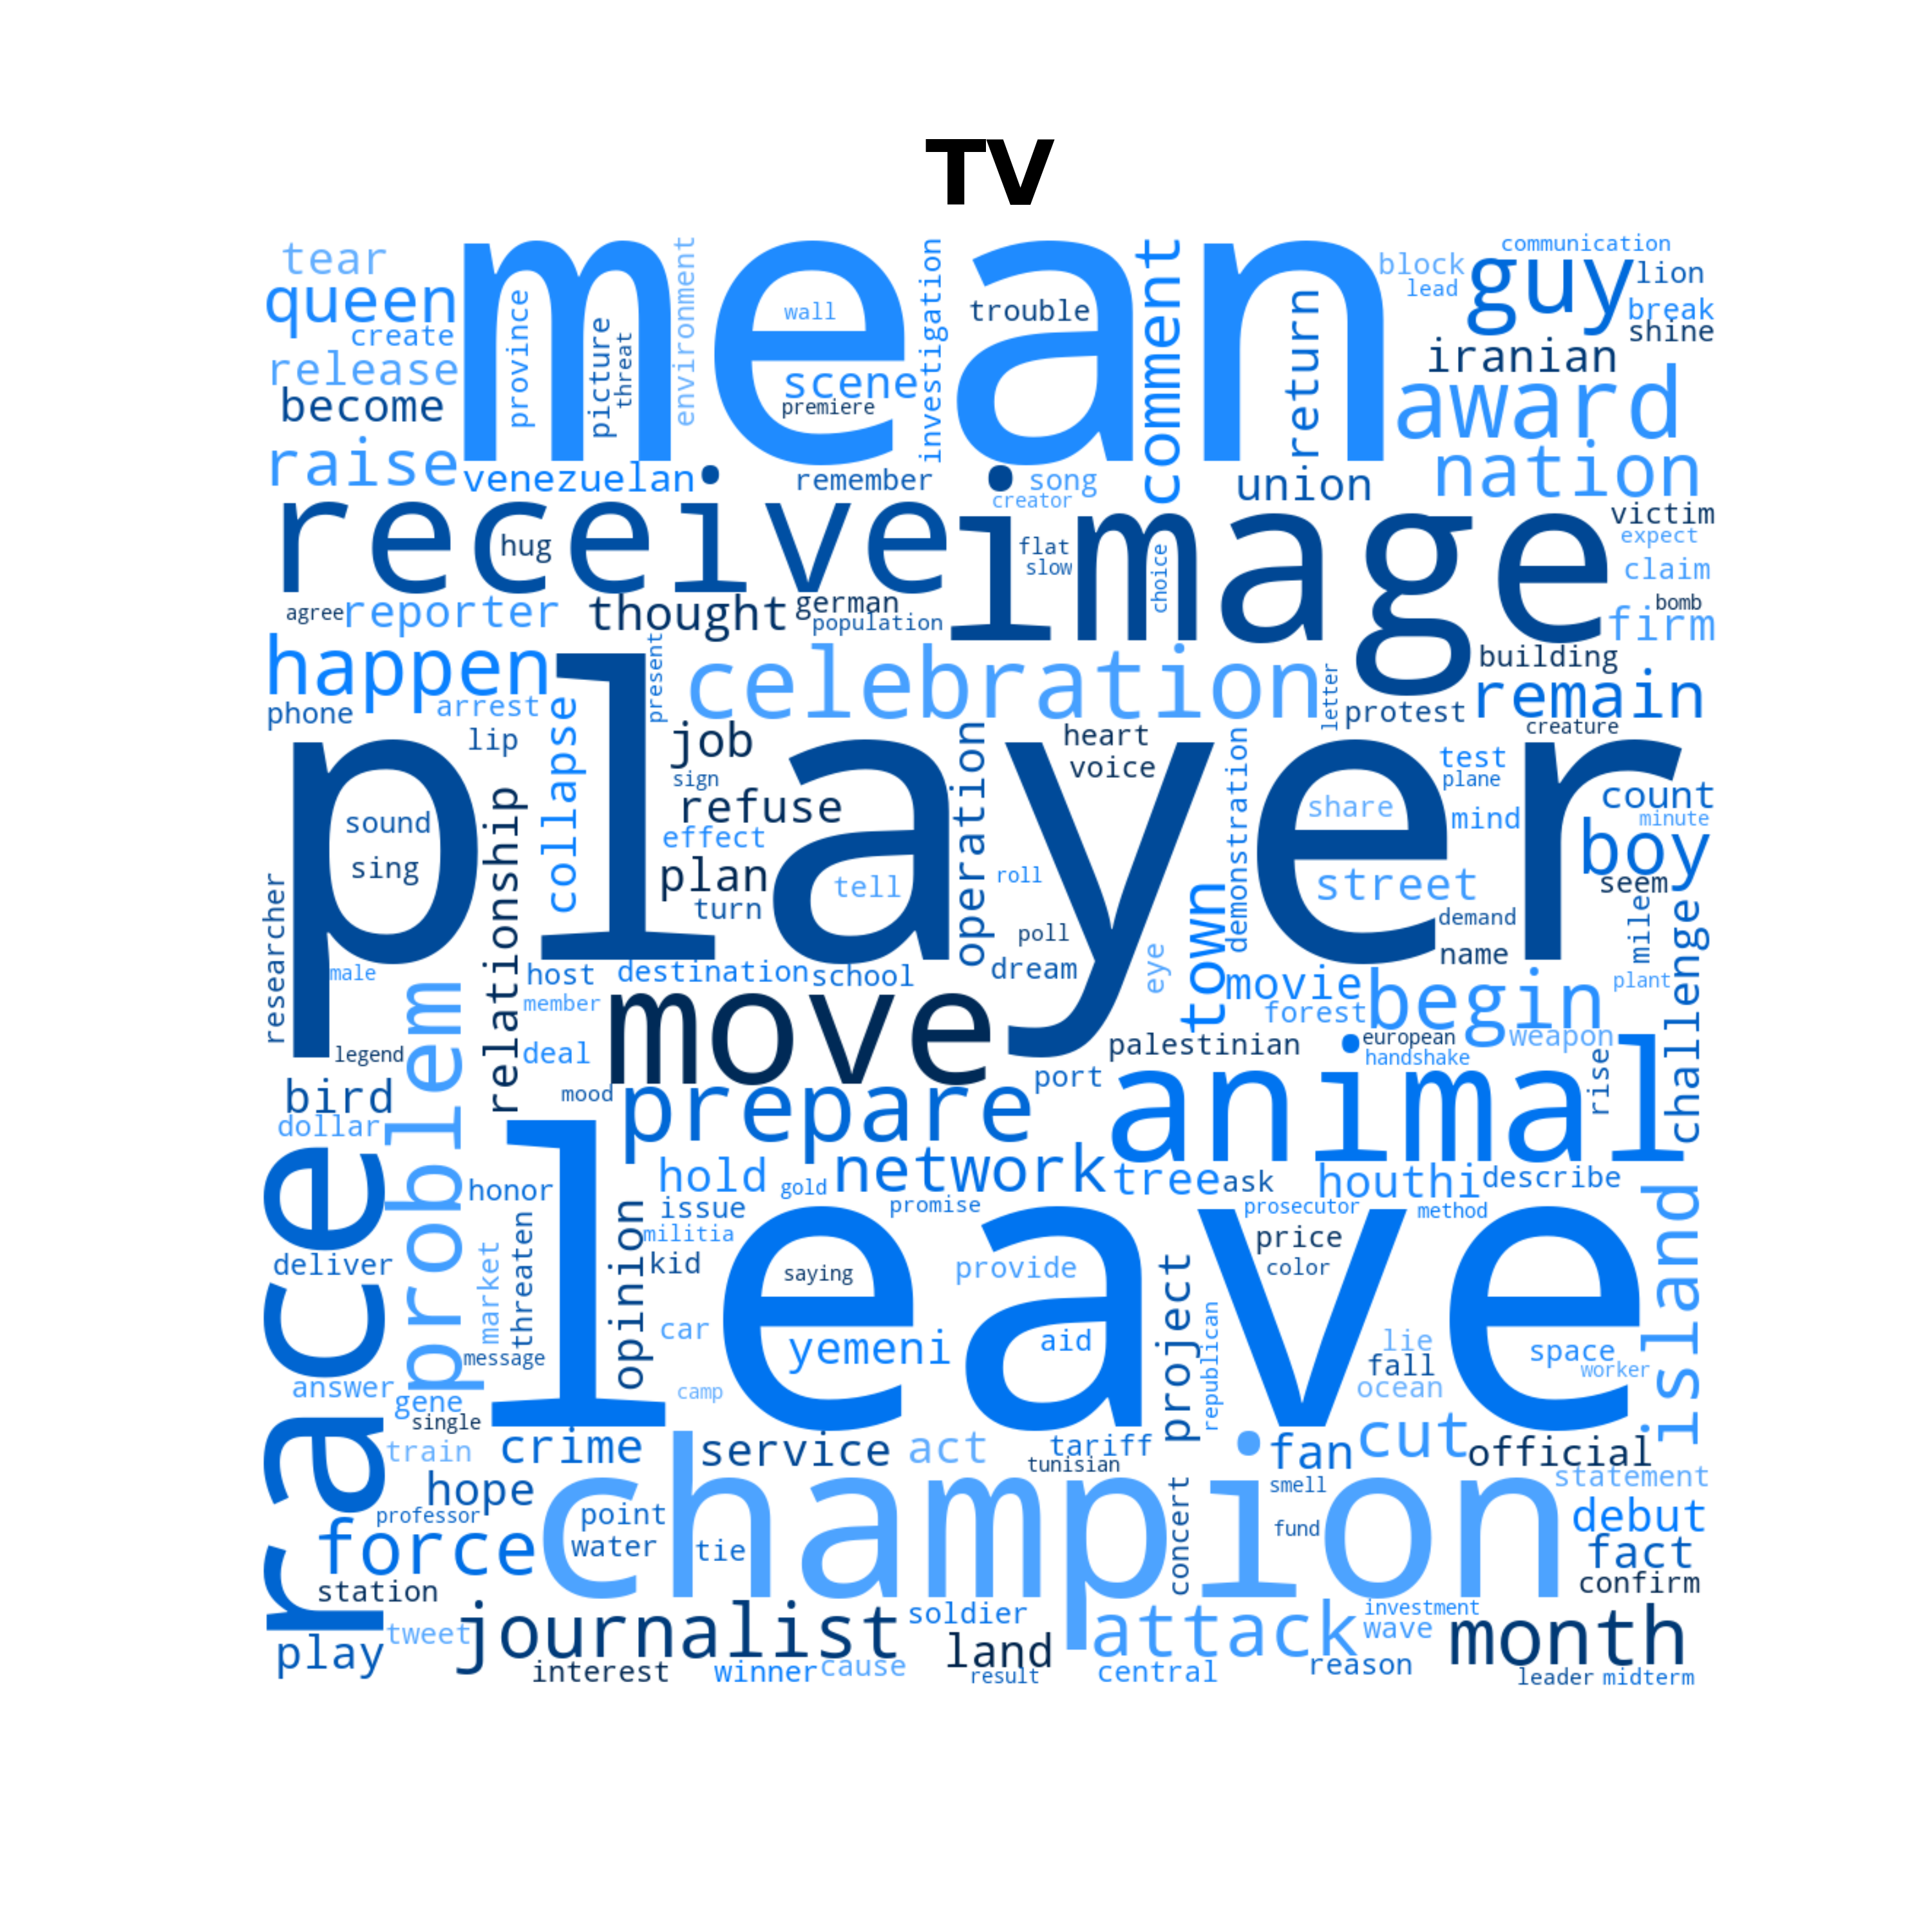 TV
mean
tear
queen
create
release
become
raise
province
picture
threat
environment
wall
scene
premiere
investigation
trouble
comment
return
block
lead
communication
guy
lion
break
shine
iranian
award
nation
venezuelan
remember
song
creator
union
victim
expect
receive
hug
image
flat
slow
choice
claim
bomb
firm
agree
reporter
thought
german
population
happen
present
celebration
letter
building
protest
remain
phone
arrest
collapse
lip
job
sign
heart
voice
creature
test
plane
player
sound
sing
refuse
effect
plan
turn
tell
operation
roll
poll
dream
demonstration
share
street
mind
count
minute
boy
seem
demand
name
mile
challenge
researcher
male
relationship
host
destination
school
member
eye
town
movie
forest
begin
plant
legend
problem
deal
move
mood
port
palestinian
european
handshake
weapon
rise
bird
dollar
prepare
animal
race
honor
hold
gold
network
tree
ask
houthi
describe
leave
issue
promise
prosecutor
method
militia
opinion
kid
deliver
market
threaten
message
saying
provide
project
price
color
island
car
yemeni
aid
republican
lie
fall
ocean
space
worker
answer
gene
single
camp
train
crime
service
act
tariff
tunisian
fan
cut
official
statement
hope
professor
champion
point
water
tie
concert
smell
fund
debut
fact
confirm
force
station
play
tweet
journalist
soldier
land
attack
investment
wave
month
interest
winner
cause
result
central
reason
leader
midterm